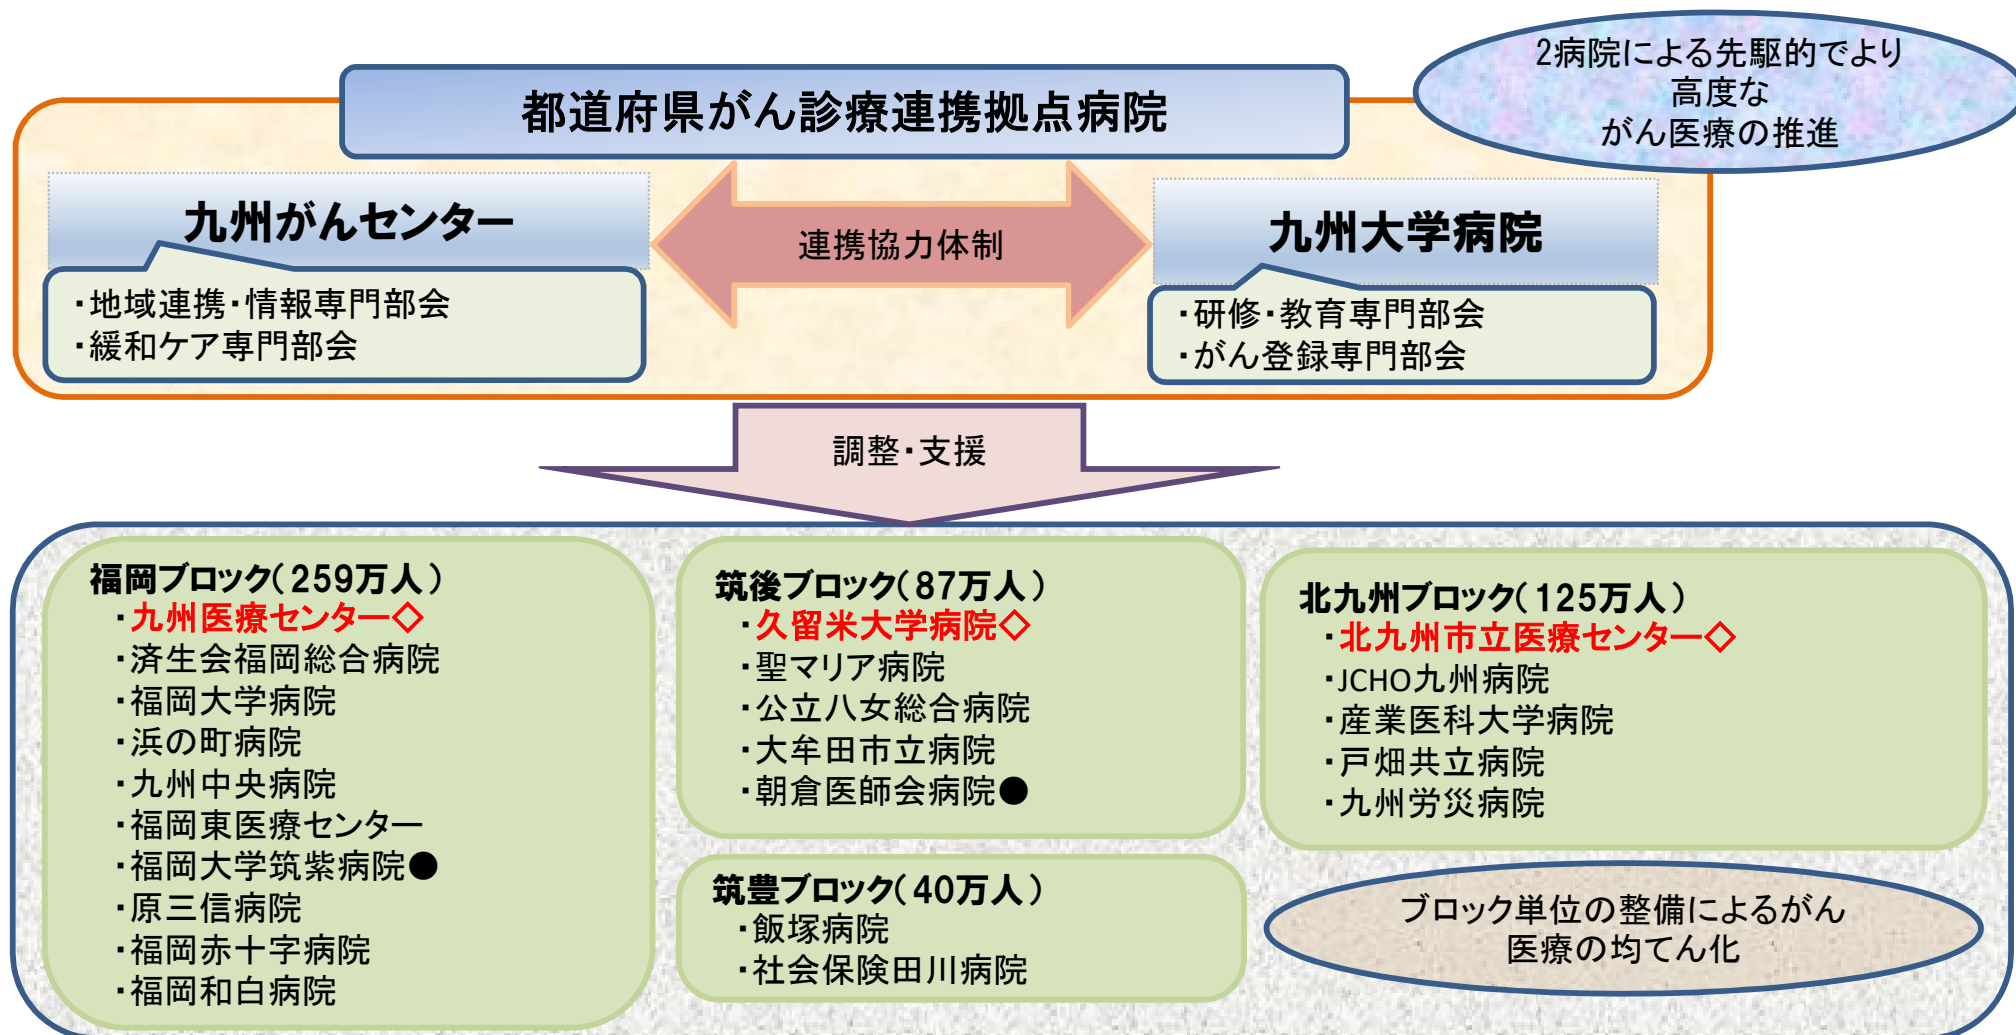 2病院による先駆的でより
高度な
がん医療の推進
都道府県がん診療連携拠点病院
九州がんセンター
・地域連携・情報専門部会
・緩和ケア専門部会
連携協力体制
九州大学病院
・研修・教育専門部会
・がん登録専門部会
調整・支援
福岡ブロック(259万人)
・九州医療センター◇
・済生会福岡総合病院
・福岡大学病院
・浜の町病院
・九州中央病院
・福岡東医療センター
・福岡大学筑紫病院●
・原三信病院
・福岡赤十字病院
・福岡和白病院
筑後ブロック(87万人)
・久留米大学病院◇
・聖マリア病院
・公立八女総合病院
・大牟田市立病院
・朝倉医師会病院●
筑豊ブロック(40万人)
・飯塚病院
・社会保険田川病院
北九州ブロック(125万人)
・北九州市立医療センター◇
・JCHO九州病院
・産業医科大学病院
・戸畑共立病院
・九州労災病院
ブロック単位の整備によるがん
医療の均てん化